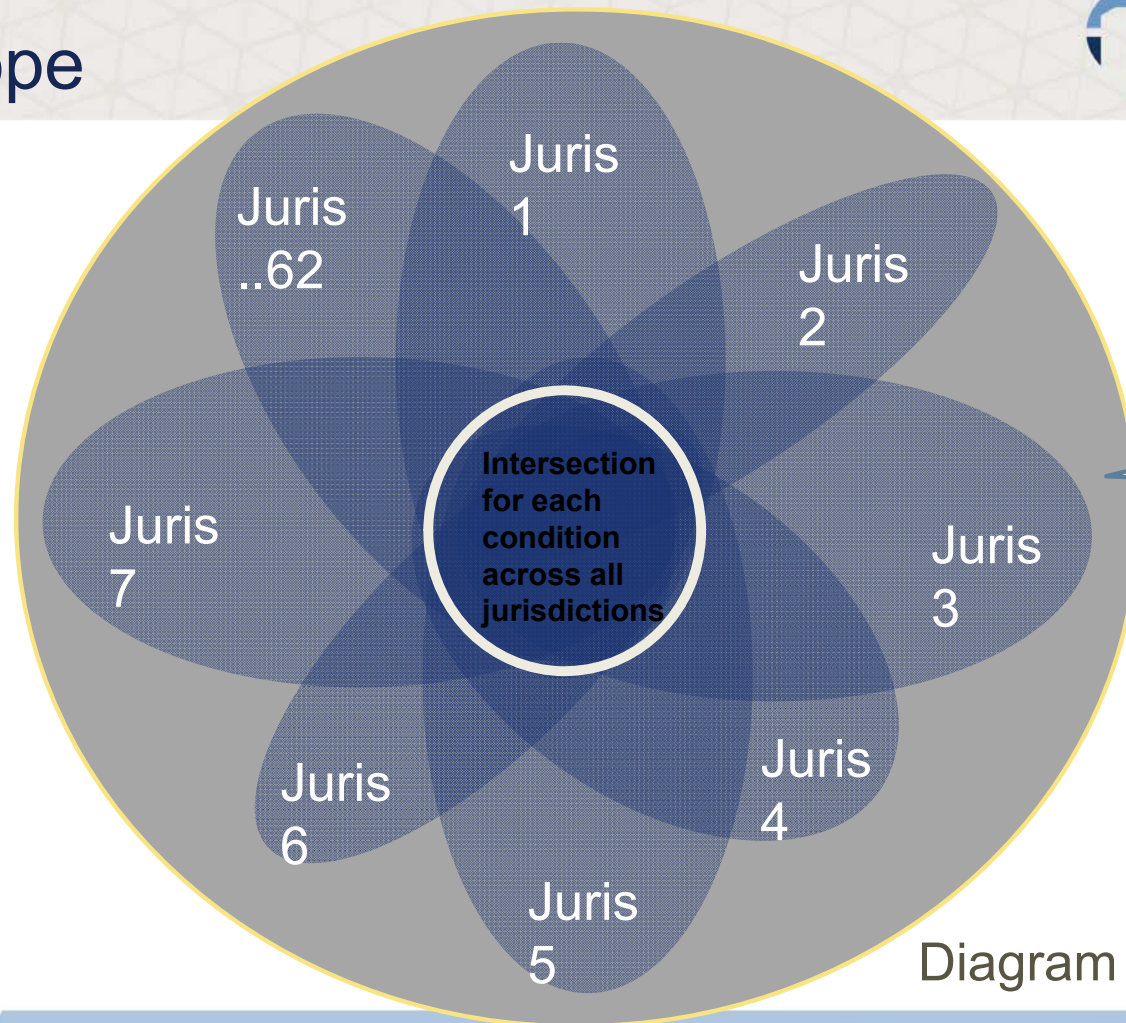 ope
Juris
1
Juris
..62
Juris
2
Intersection
for each
condition
across all
jurisdictions
Juris
7
Juris
3
Juris
6
Juris
4
Juris
5
Diagram